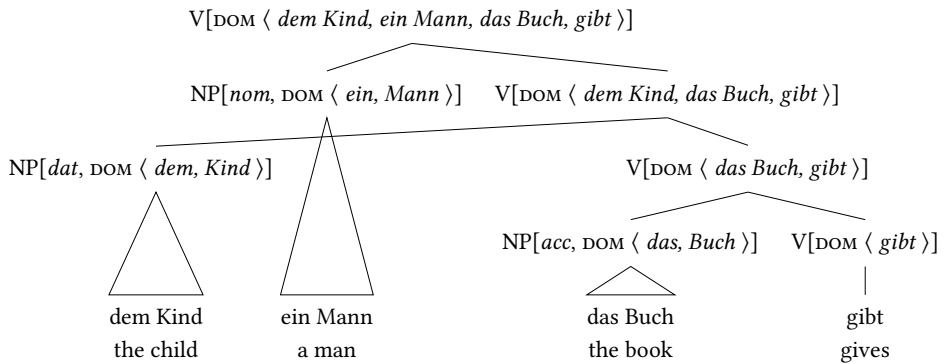 V[DOM ⟨ dem Kind, ein Mann, das Buch, gibt ⟩]
NP[nom, DOM ⟨ ein, Mann ⟩] V[DOM ⟨ dem Kind, das Buch, gibt ⟩]
NP[dat, DOM ⟨ dem, Kind ⟩] V[DOM ⟨ das Buch, gibt ⟩]
NP[acc, DOM ⟨ das, Buch ⟩] V[DOM ⟨ gibt ⟩]
dem Kind ein Mann das Buch gibt
the child a man the book gives